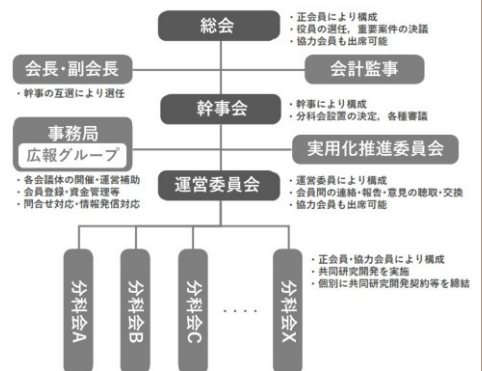 総会
・正会員により構成
・役員の選任，重要案件の決議
・協力会員も出席可能
会長・副会長
・幹事の互選により選任
会計監事
幹事会
・幹事により構成
・分科会設置の決定，各種審議
事務局
広報グループ
・各会議体の開催・運営補助
・会員登録・資金管理等
・問合せ対応・情報発信対応
実用化推進委員会
運営委員会
・運営委員により構成
・会員間の連絡・報告・意見の聴取・交換
・協力会員も出席可能
分科会A
分科会B
分科会C
‥‥
分科会X
・正会員・協力会員により構成
・共同研究開発を実施
・個別に共同研究開発契約等を締結